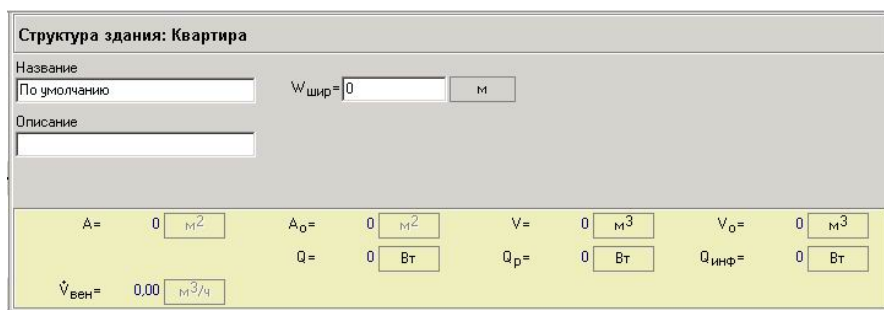 Структура здания: Квартира
Название
По умолчанию
Wшир= 0 м
Описание
A= 0 м2 Ao= 0 м2 V= 0 м3 Vo= 0 м3
Q= 0 Вт Qp= 0 Вт Qинф= 0 Вт
V̇вен= 0,00 м3/ч